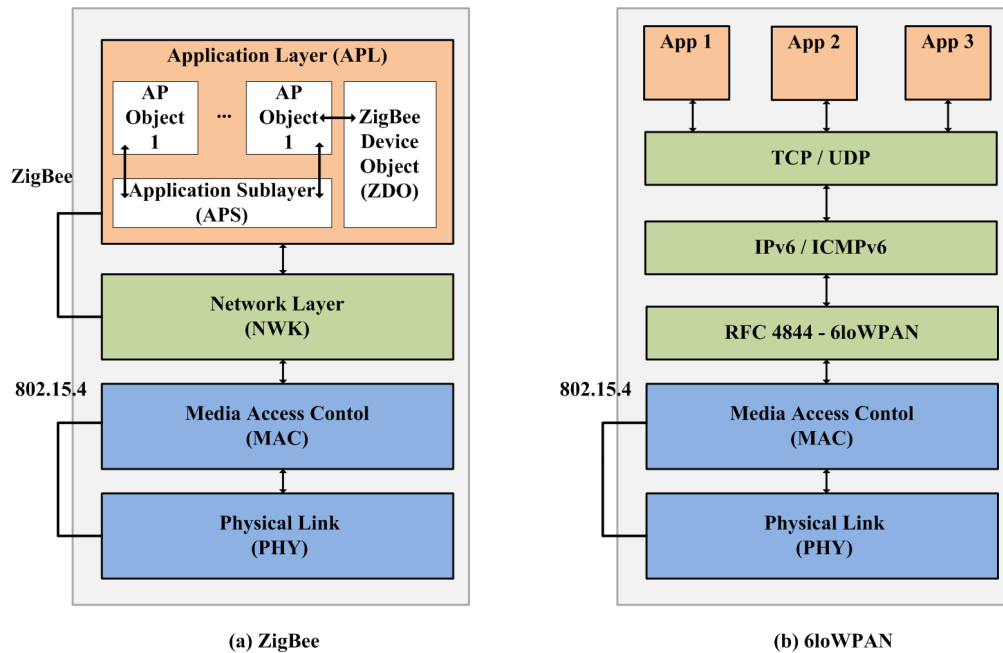 Application Layer (APL)
AP
Object
1
...
AP
Object
1
ZigBee
Device
Object
(ZDO)
Application Sublayer
(APS)
ZigBee
Network Layer
(NWK)
802.15.4
Media Access Contol
(MAC)
Physical Link
(PHY)
(a) ZigBee
App 1
App 2
App 3
TCP / UDP
IPv6 / ICMPv6
RFC 4844 - 6loWPAN
802.15.4
Media Access Contol
(MAC)
Physical Link
(PHY)
(b) 6loWPAN